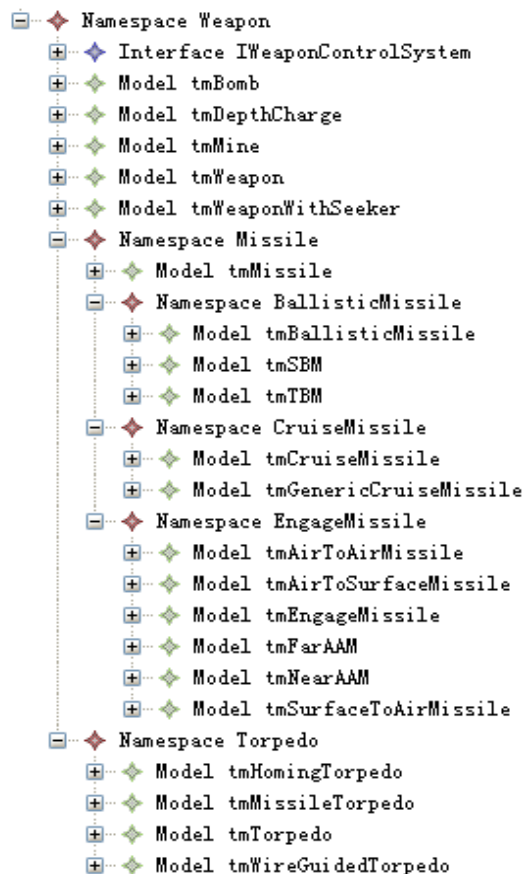 Namespace Weapon
Interface IWeaponControlSystem
Model tmBomb
Model tmDepthCharge
Model tmMine
Model tmWeapon
Model tmWeaponWithSeeker
Namespace Missile
Model tmMissile
Namespace BallisticMissile
Model tmBallisticMissile
Model tmSBM
Model tmTBM
Namespace CruiseMissile
Model tmCruiseMissile
Model tmGenericCruiseMissile
Namespace EngageMissile
Model tmAirToAirMissile
Model tmAirToSurfaceMissile
Model tmEngageMissile
Model tmFarAAM
Model tmNearAAM
Model tmSurfaceToAirMissile
Namespace Torpedo
Model tmHomingTorpedo
Model tmMissileTorpedo
Model tmTorpedo
Model tmWireGuidedTorpedo